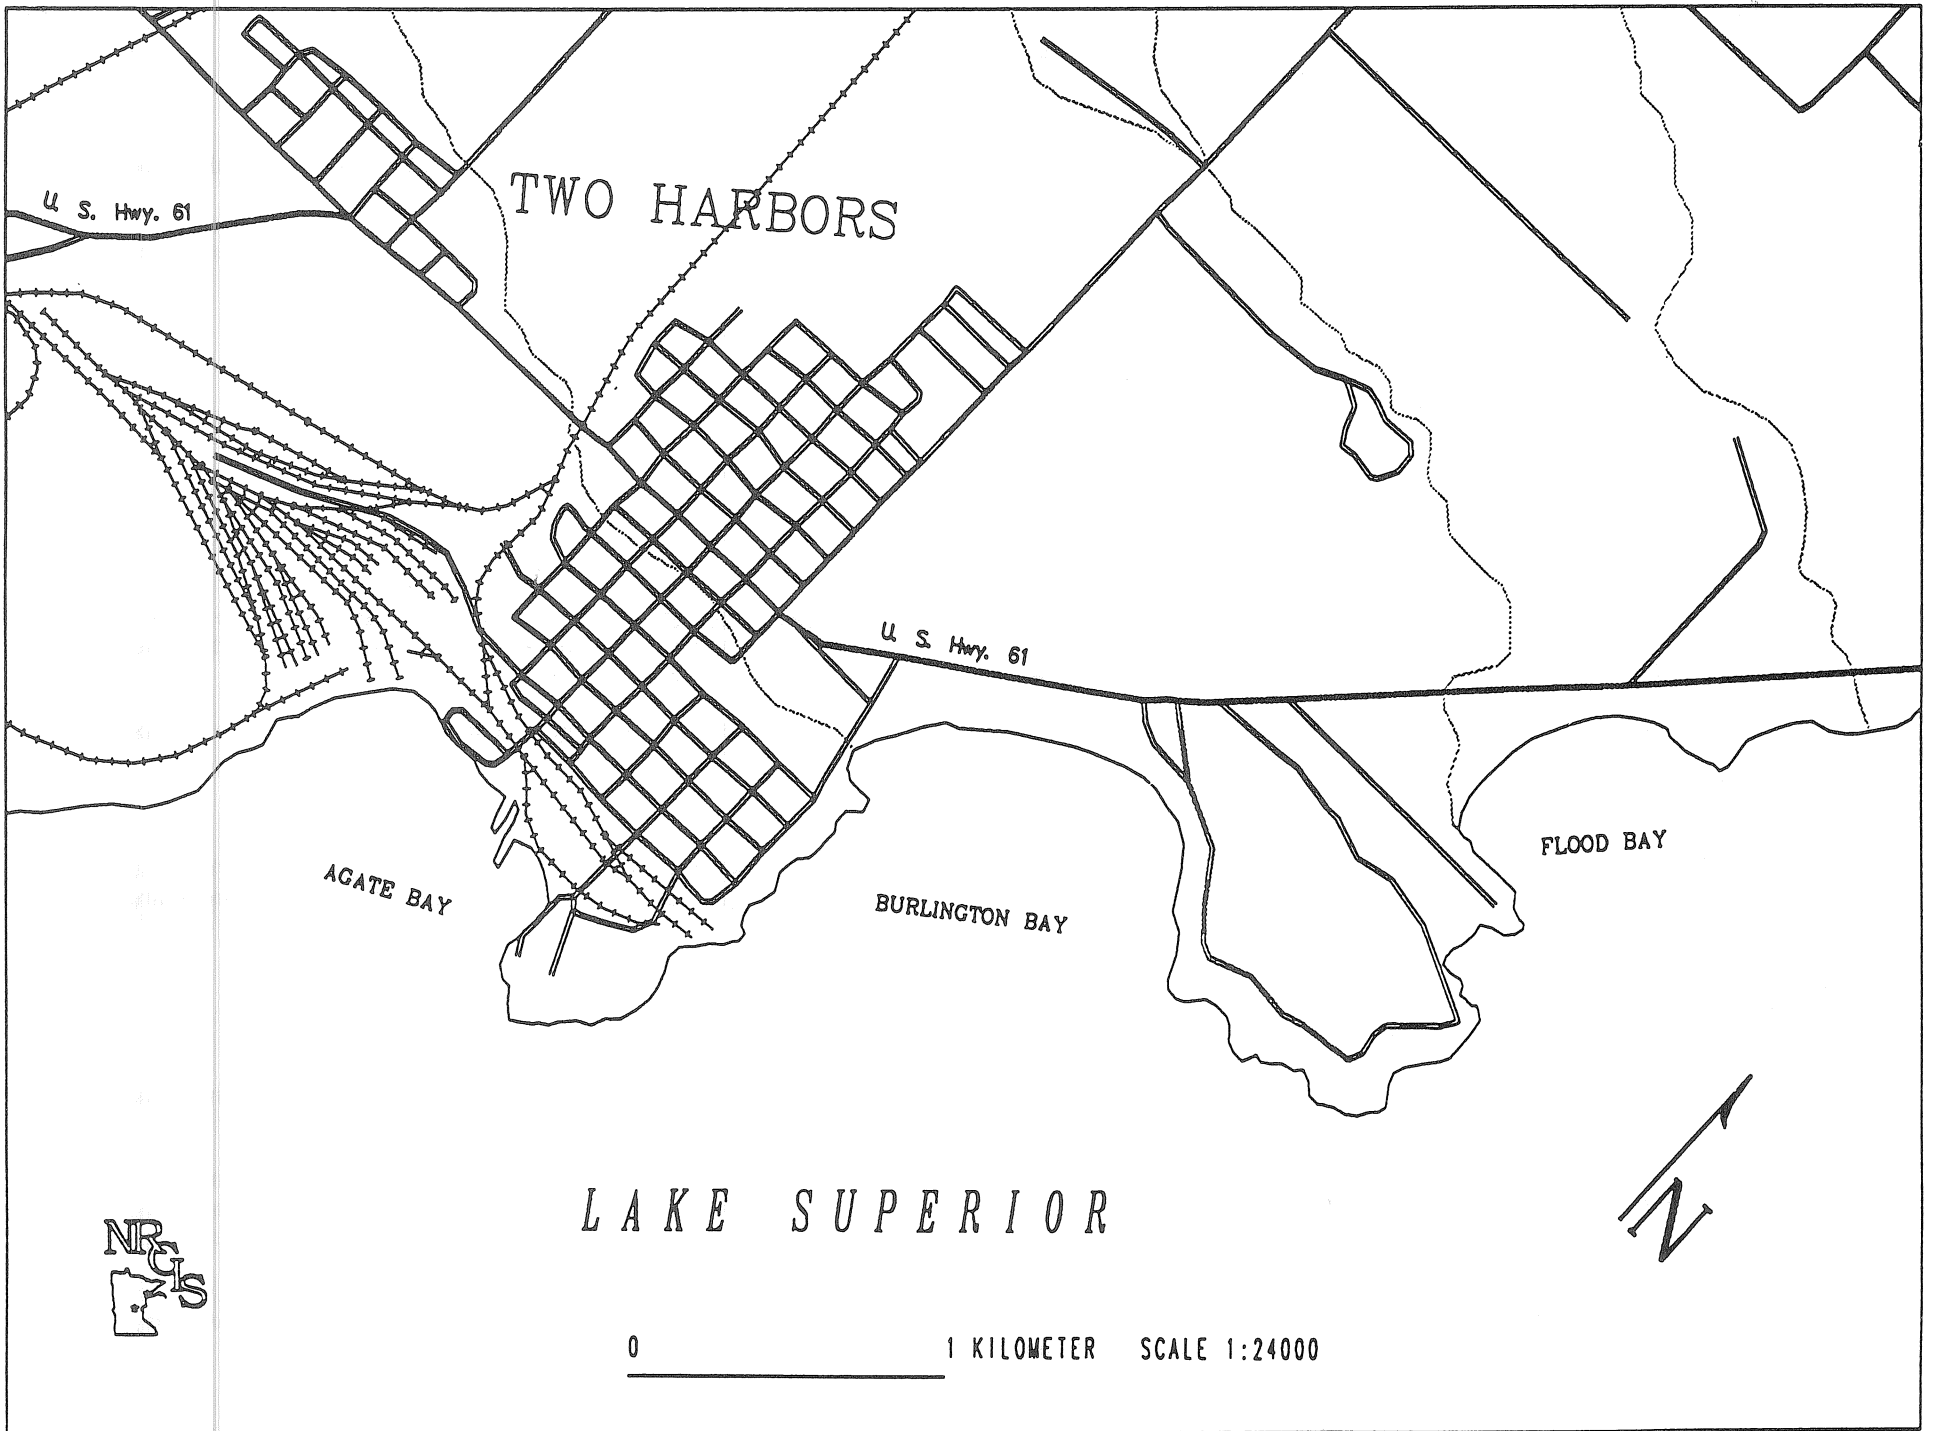 U. S. Hwy. 61
TWO HARBORS
U. S. Hwy. 61
AGATE BAY
BURLINGTON BAY
FLOOD BAY
LAKE SUPERIOR
N
NRGIS
0 1 KILOMETER SCALE 1:24000